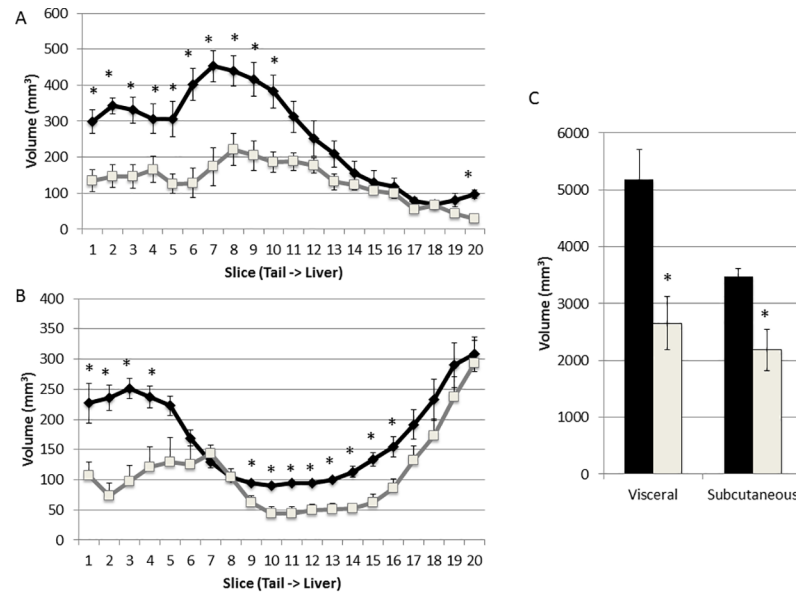 A
600
500
400
300
200
100
0
Volume (mm³)
* * * * * * * * * * *
1 2 3 4 5 6 7 8 9 10 11 12 13 14 15 16 17 18 19 20
Slice (Tail -> Liver)
B
400
350
300
250
200
150
100
50
0
Volume (mm³)
* * * * * * * * * * * *
1 2 3 4 5 6 7 8 9 10 11 12 13 14 15 16 17 18 19 20
Slice (Tail -> Liver)
C
6000
5000
4000
3000
2000
1000
0
Volume (mm³)
* *
Visceral Subcutaneous